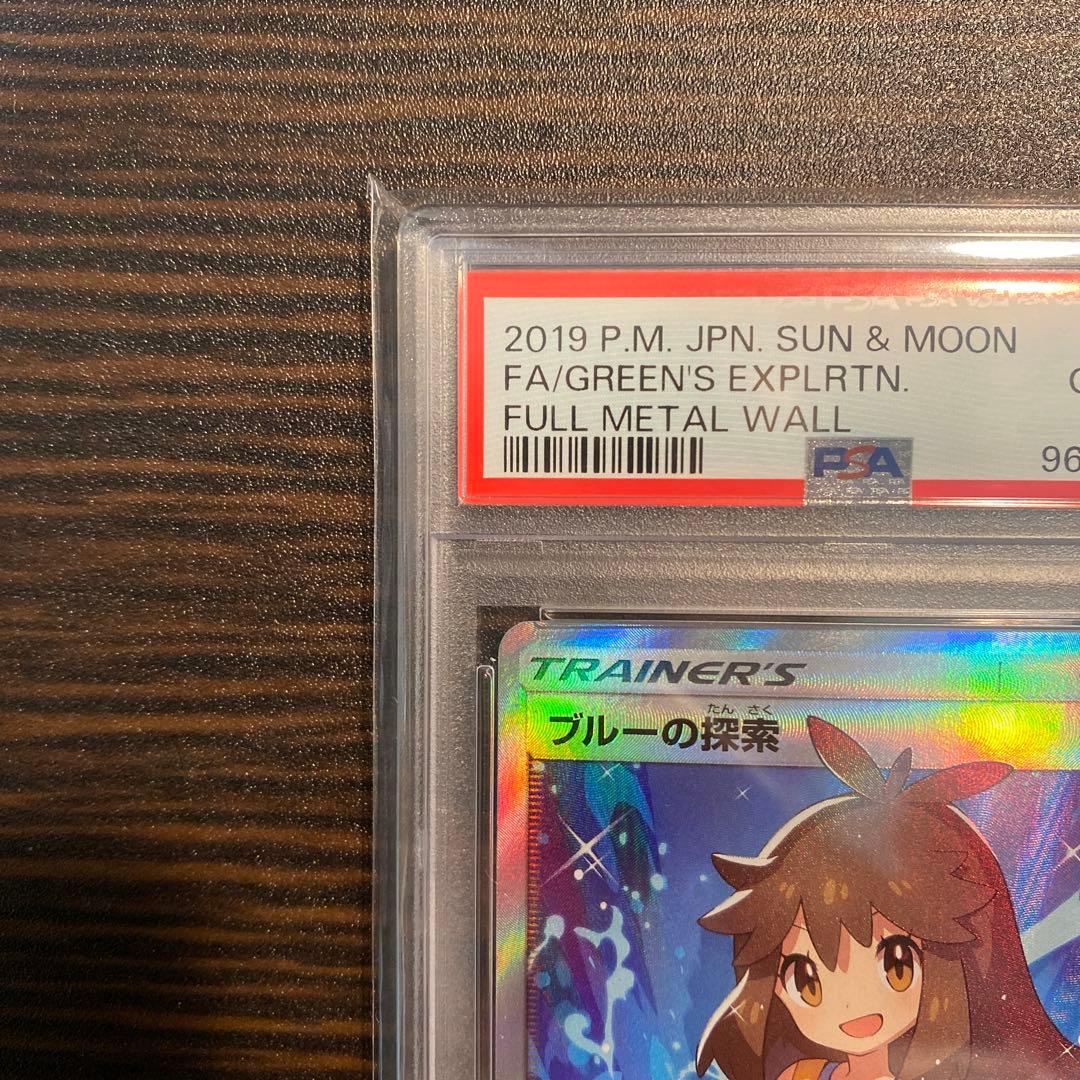 2019 P.M. JPN. SUN & MOON
FA/GREEN'S EXPLRTN.
FULL METAL WALL
96
PSA
TRAINER'S
たん さく
ブルーの探索